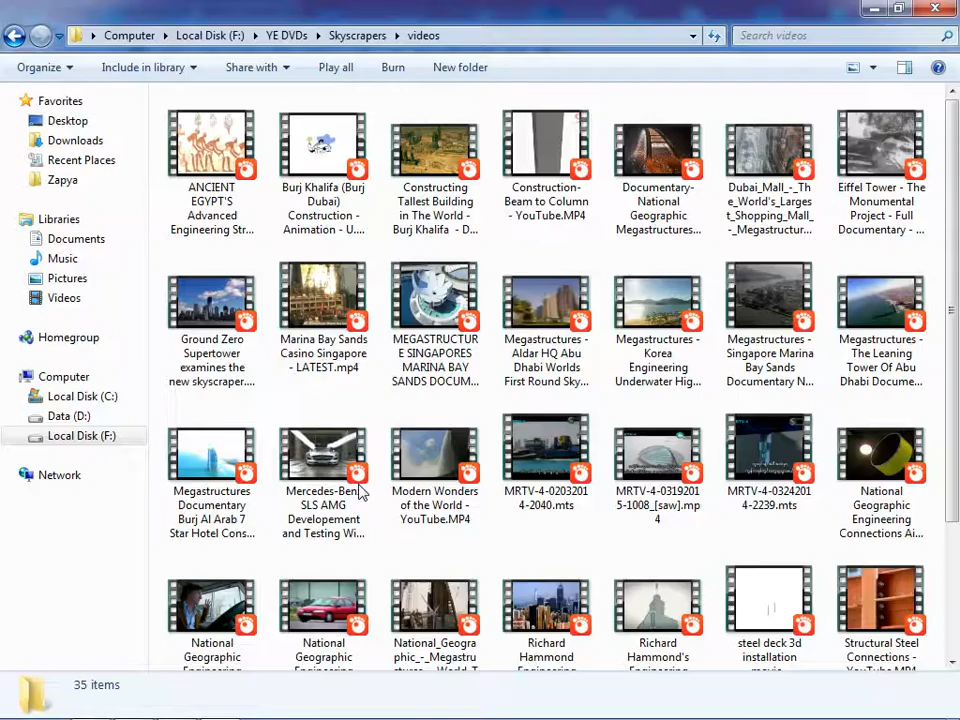 Computer ▸ Local Disk (F:) ▸ YE DVDs ▸ Skyscrapers ▸ videos
Search videos
Organize Include in library Share with Play all Burn New folder
Favorites
Desktop
Downloads
Recent Places
Zapya
Libraries
Documents
Music
Pictures
Videos
Homegroup
Computer
Local Disk (C:)
Data (D:)
Local Disk (F:)
Network
ANCIENT
EGYPT'S
Advanced
Engineering Str...
Burj Khalifa (Burj
Dubai)
Construction -
Animation - U....
Constructing
Tallest Building
in The World -
Burj Khalifa - D...
Construction-
Beam to Column
- YouTube.MP4
Documentary-
National
Geographic
Megastructures...
Dubai_Mall_-_Th
e_World's_Larges
t_Shopping_Mall_
-_Megastructur...
Eiffel Tower - The
Monumental
Project - Full
Documentary - ...
Ground Zero
Supertower
examines the
new skyscraper....
Marina Bay Sands
Casino Singapore
- LATEST.mp4
MEGASTRUCTUR
E SINGAPORES
MARINA BAY
SANDS DOCUM...
Megastructures -
Aldar HQ Abu
Dhabi Worlds
First Round Sky...
Megastructures -
Korea
Engineering
Underwater Hig...
Megastructures -
Singapore Marina
Bay Sands
Documentary N...
Megastructures -
The Leaning
Tower Of Abu
Dhabi Docume...
Megastructures
Documentary
Burj Al Arab 7
Star Hotel Cons...
Mercedes-Ben
SLS AMG
Developement
and Testing Wi...
Modern Wonders
of the World -
YouTube.MP4
MRTV-4-0203201
4-2040.mts
MRTV-4-0319201
5-1008_[saw].mp
4
MRTV-4-0324201
4-2239.mts
National
Geographic
Engineering
Connections Ai...
National
Geographic
Engineering
National
Geographic
Engineering
National_Geogra
phic_-_Megastru
Richard
Hammond
Engineering
Richard
Hammond's
Engineering
steel deck 3d
installation
movie
Structural Steel
Connections -
YouTube.MP4
35 items